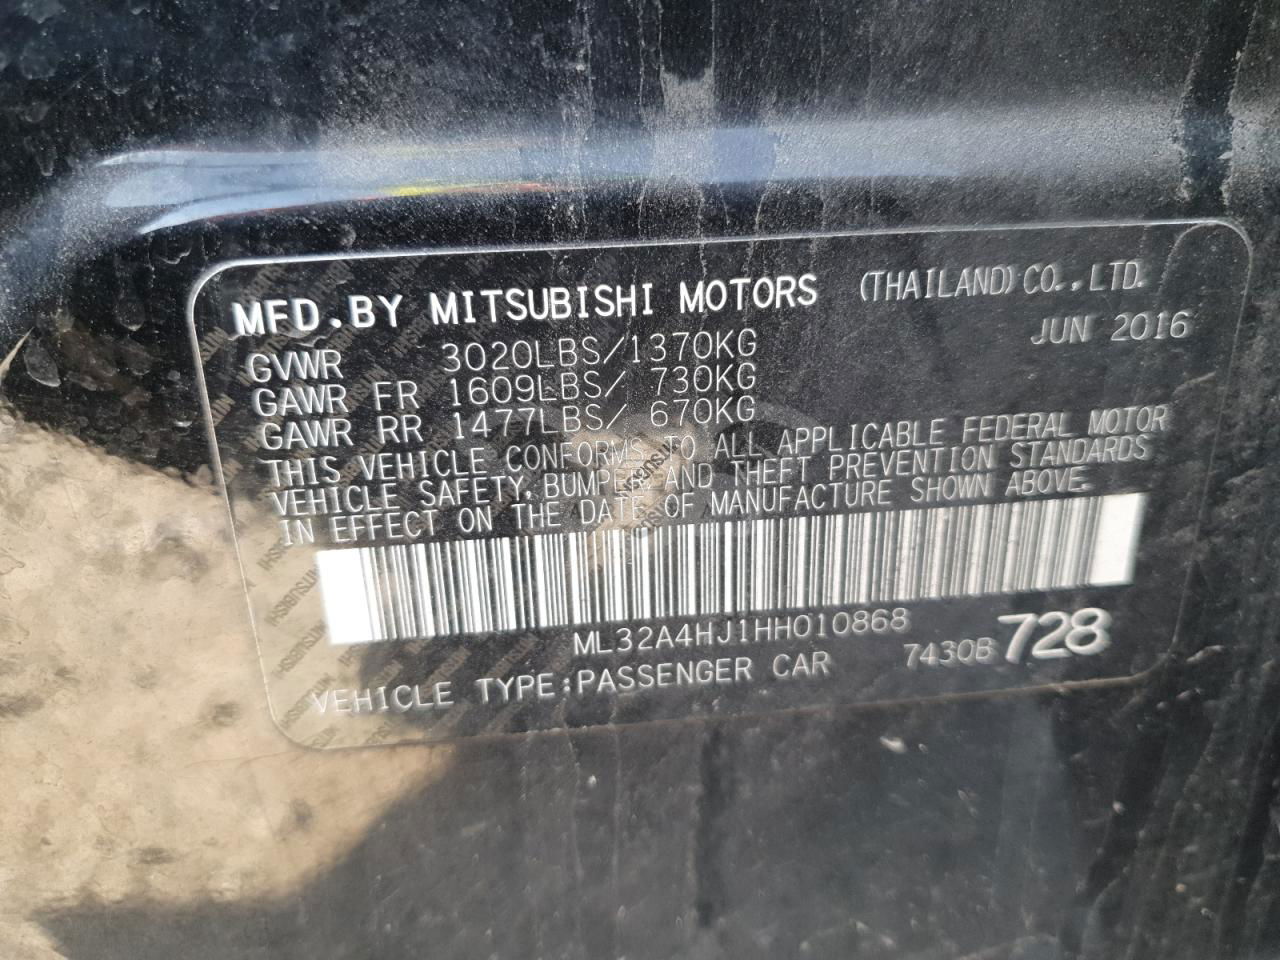 MFD.BY MITSUBISHI MOTORS (THAILAND) CO.,LTD.
JUN 2016
GVWR 3020LBS/1370KG
GAWR FR 1609LBS/ 730KG
GAWR RR 1477LBS/ 670KG
THIS VEHICLE CONFORMS TO ALL APPLICABLE FEDERAL MOTOR
VEHICLE SAFETY, BUMPER, AND THEFT PREVENTION STANDARDS
IN EFFECT ON THE DATE OF MANUFACTURE SHOWN ABOVE.
ML32A4HJ1HH010868
VEHICLE TYPE:PASSENGER CAR 7430B 728